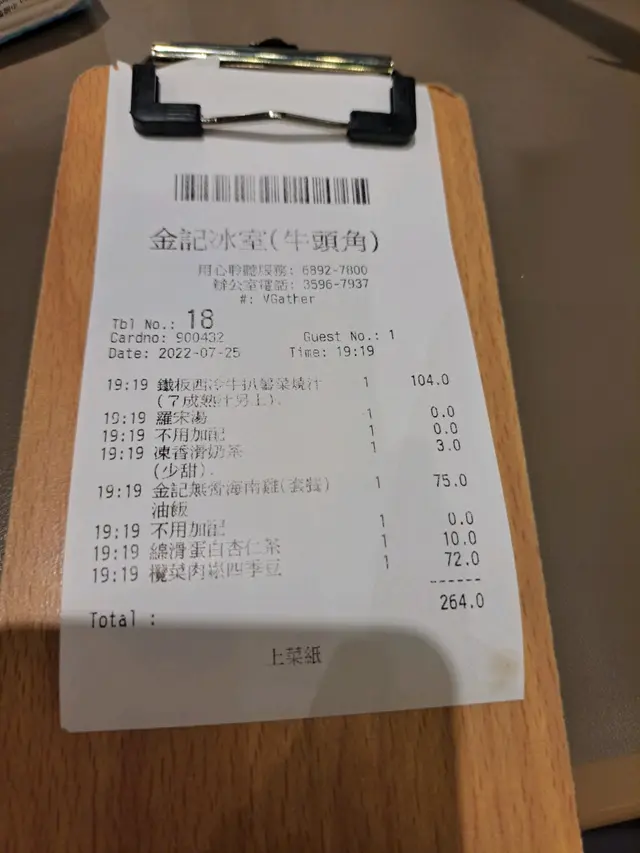 金記冰室(牛頭角)
用心聆聽服務: 6892-7800
辦公室電話: 3596-7937
#: VGather
Tbl No.: 18
Cardno: 900432 Guest No.: 1
Date: 2022-07-25 Time: 19:19
19:19 鐵板西冷牛扒餐菜燒汁 1 104.0
(7成熟汁另上).
19:19 羅宋湯 1 0.0
19:19 不用加配 1 0.0
19:19 凍香滑奶茶 1 3.0
(少甜).
19:19 金記無骨海南雞(套餐) 1 75.0
油飯
19:19 不用加配 1 0.0
19:19 綿滑蛋白杏仁茶 1 10.0
19:19 欖菜肉崧四季豆 1 72.0
------
Total : 264.0
上菜紙